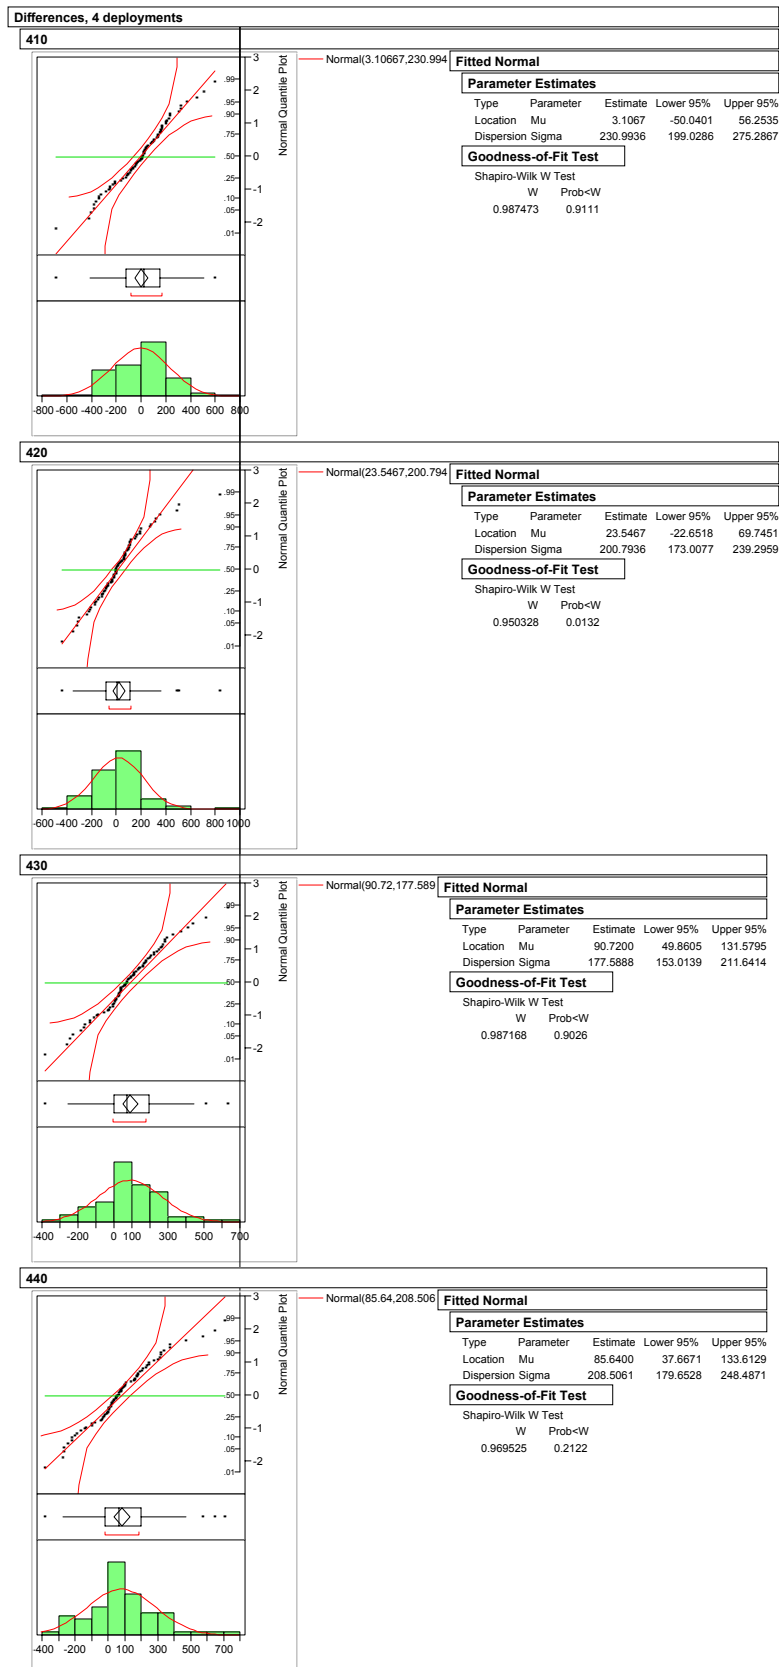 Differences, 4 deployments
410
3
2
1
0
-1
-2
.99
.95
.90
.75
.50
.25
.10
.05
.01
Normal Quantile Plot
-800 -600 -400 -200 0 200 400 600 800
Normal(3.10667,230.994
Fitted Normal
Parameter Estimates
Type Parameter Estimate Lower 95% Upper 95%
Location Mu 3.1067 -50.0401 56.2535
Dispersion Sigma 230.9936 199.0286 275.2867
Goodness-of-Fit Test
Shapiro-Wilk W Test
W Prob<W
0.987473 0.9111
420
3
2
1
0
-1
-2
.99
.95
.90
.75
.50
.25
.10
.05
.01
Normal Quantile Plot
-600 -400 -200 0 200 400 600 800 1000
Normal(23.5467,200.794
Fitted Normal
Parameter Estimates
Type Parameter Estimate Lower 95% Upper 95%
Location Mu 23.5467 -22.6518 69.7451
Dispersion Sigma 200.7936 173.0077 239.2959
Goodness-of-Fit Test
Shapiro-Wilk W Test
W Prob<W
0.950328 0.0132
430
3
2
1
0
-1
-2
.99
.95
.90
.75
.50
.25
.10
.05
.01
Normal Quantile Plot
-400 -200 0 100 300 500 700
Normal(90.72,177.589
Fitted Normal
Parameter Estimates
Type Parameter Estimate Lower 95% Upper 95%
Location Mu 90.7200 49.8605 131.5795
Dispersion Sigma 177.5888 153.0139 211.6414
Goodness-of-Fit Test
Shapiro-Wilk W Test
W Prob<W
0.987168 0.9026
440
3
2
1
0
-1
-2
.99
.95
.90
.75
.50
.25
.10
.05
.01
Normal Quantile Plot
-400 -200 0 100 300 500 700
Normal(85.64,208.506
Fitted Normal
Parameter Estimates
Type Parameter Estimate Lower 95% Upper 95%
Location Mu 85.6400 37.6671 133.6129
Dispersion Sigma 208.5061 179.6528 248.4871
Goodness-of-Fit Test
Shapiro-Wilk W Test
W Prob<W
0.969525 0.2122